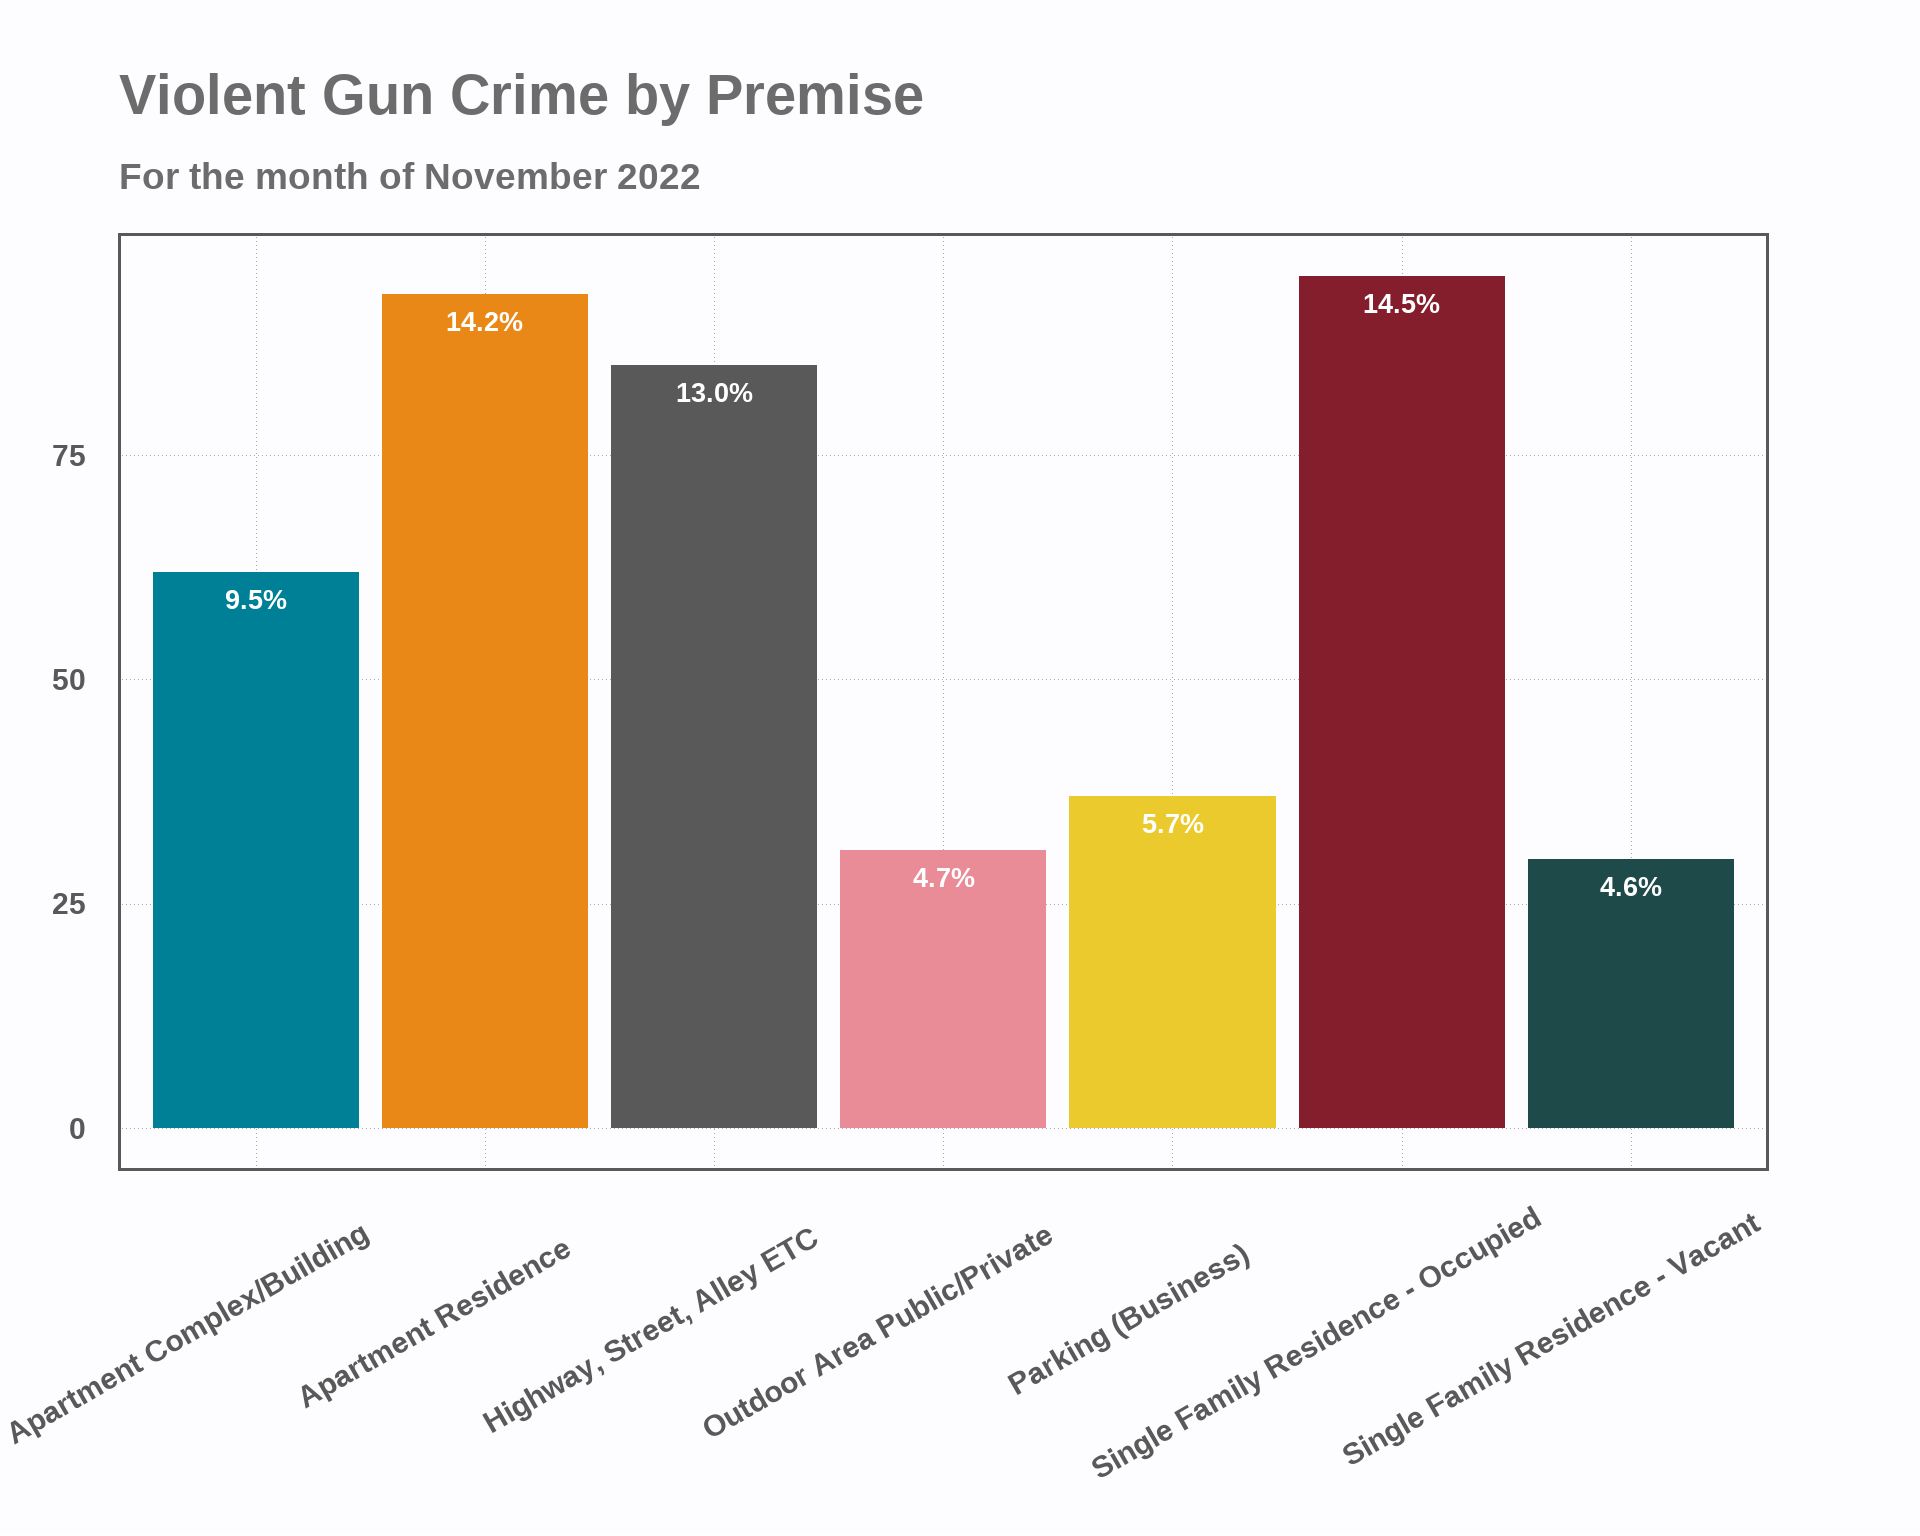 Violent Gun Crime by Premise
For the month of November 2022
14.5%
14.2%
13.0%
75
9.5%
50
5.7%
4.7%
4.6%
25
0
Apartment Complex/Building
Apartment Residence
Highway, Street, Alley ETC
Outdoor Area Public/Private
Parking (Business)
Single Family Residence - Occupied
Single Family Residence - Vacant